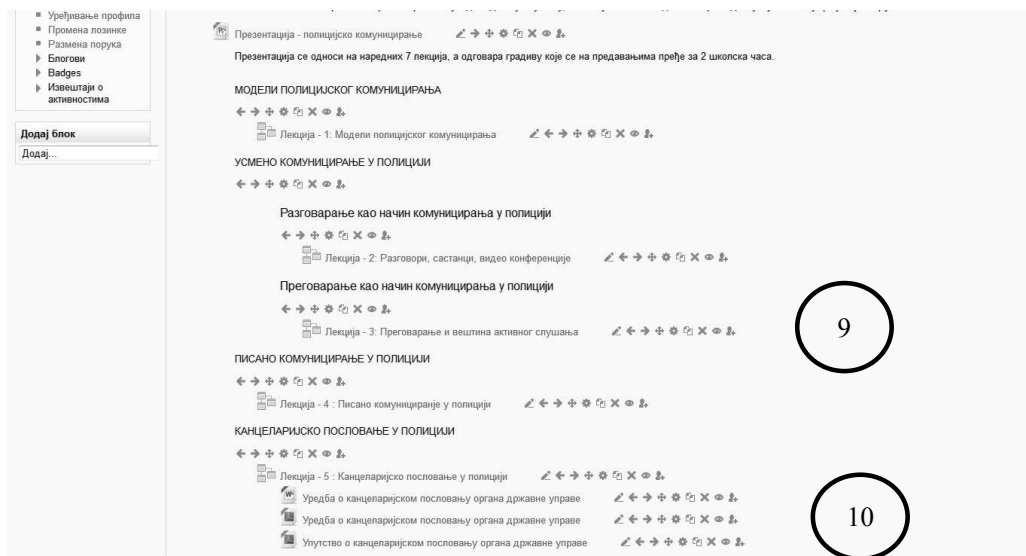 Уређивање профила
Промена лозинке
Размена порука
Блогови
Badges
Извештаји о
активностима
Додај блок
Додај...
Презентација - полицијско комуницирање
Презентација се односи на наредних 7 лекција, а одговара градиву које се на предавањима пређе за 2 школска часа.
МОДЕЛИ ПОЛИЦИЈСКОГ КОМУНИЦИРАЊА
Лекција - 1: Модели полицијског комуницирања
УСМЕНО КОМУНИЦИРАЊЕ У ПОЛИЦИЈИ
Разговарање као начин комуницирања у полицији
Лекција - 2: Разговори, састанци, видео конференције
Преговарање као начин комуницирања у полицији
Лекција - 3: Преговарање и вештина активног слушања
9
ПИСАНО КОМУНИЦИРАЊЕ У ПОЛИЦИЈИ
Лекција - 4 : Писано комуницирањје у полицији
КАНЦЕЛАРИЈСКО ПОСЛОВАЊЕ У ПОЛИЦИЈИ
Лекција - 5 : Канцеларијско пословање у полицији
Уредба о канцеларијском пословању органа државне управе
Уредба о канцеларијском пословању органа државне управе
10
Упутство о канцеларијском пословању органа државне управе